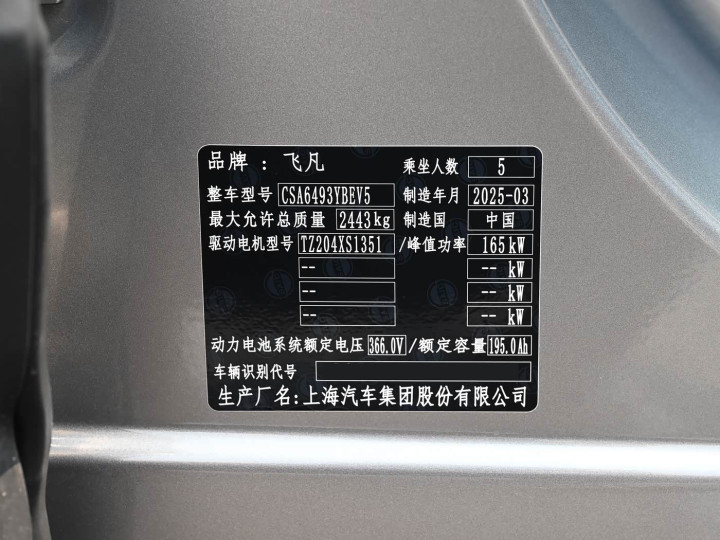 品牌 : 飞凡 乘坐人数 5
整车型号 CSA6493YBEV5 制造年月 2025-03
最大允许总质量 2443kg 制造国 中国
驱动电机型号 TZ204XS1351 /峰值功率 165kW
-- -- kW
-- -- kW
-- -- kW
动力电池系统额定电压 366.0V /额定容量 195.0Ah
车辆识别代号
生产厂名:上海汽车集团股份有限公司